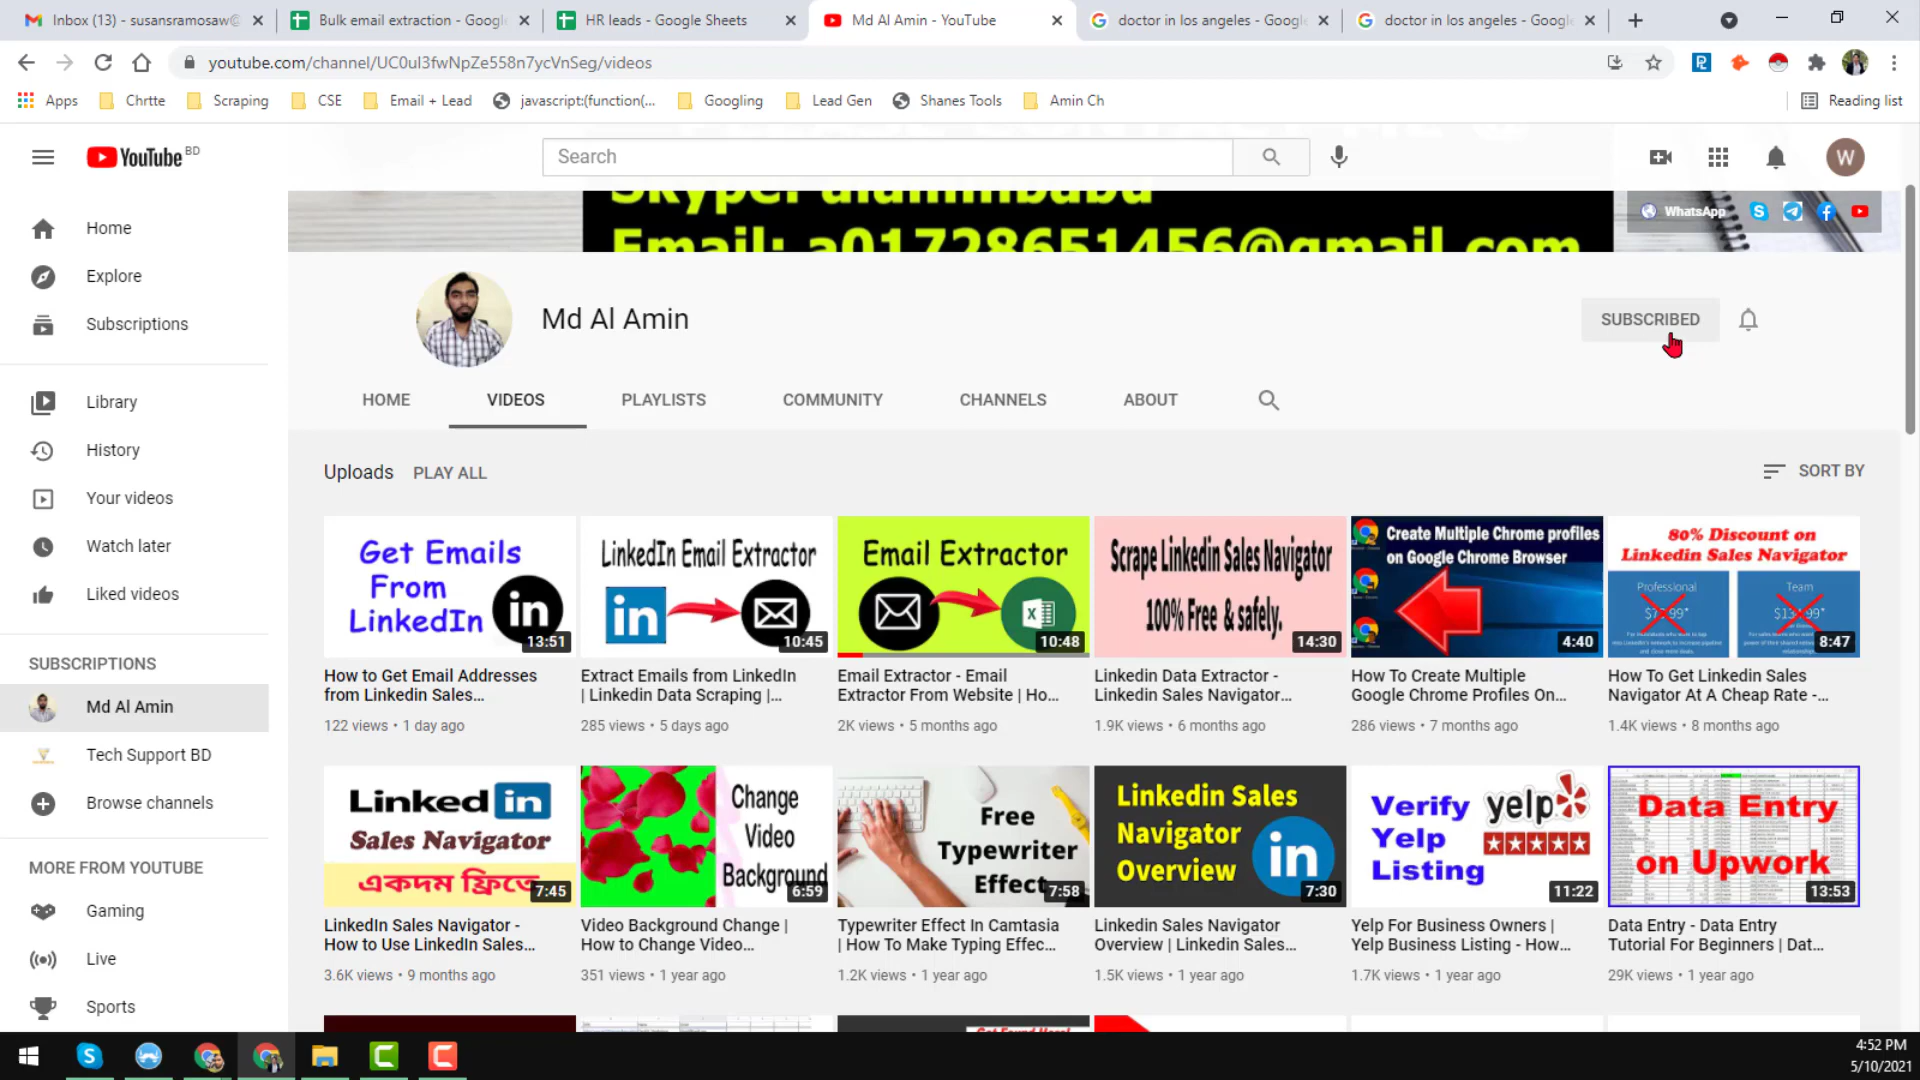 Inbox (13) - susansramosaw@
Bulk email extraction - Google
HR leads - Google Sheets
Md Al Amin - YouTube
doctor in los angeles - Google
doctor in los angeles - Google
youtube.com/channel/UC0uI3fwNpZe558n7ycVnSeg/videos
Apps
Chrtte
Scraping
CSE
Email + Lead
javascript:(function(...
Googling
Lead Gen
Shanes Tools
Amin Ch
Reading list
YouTube BD
Search
W
Skype: alaminbabu
Email: a01728651456@gmail.com
WhatsApp
Home
Explore
Subscriptions
Library
History
Your videos
Watch later
Liked videos
SUBSCRIPTIONS
Md Al Amin
Tech Support BD
Browse channels
MORE FROM YOUTUBE
Gaming
Live
Sports
Md Al Amin
SUBSCRIBED
HOME
VIDEOS
PLAYLISTS
COMMUNITY
CHANNELS
ABOUT
Uploads
PLAY ALL
SORT BY
Get Emails
From
LinkedIn
in
13:51
How to Get Email Addresses
from Linkedin Sales...
122 views • 1 day ago
LinkedIn Email Extractor
in
10:45
Extract Emails from LinkedIn
| Linkedin Data Scraping |...
285 views • 5 days ago
Email Extractor
10:48
Email Extractor - Email
Extractor From Website | Ho...
2K views • 5 months ago
Scrape Linkedin Sales Navigator
100% Free & safely.
14:30
Linkedin Data Extractor -
Linkedin Sales Navigator...
1.9K views • 6 months ago
Create Multiple Chrome profiles
on Google Chrome Browser
4:40
How To Create Multiple
Google Chrome Profiles On...
286 views • 7 months ago
80% Discount on
Linkedin Sales Navigator
Professional
Team
8:47
How To Get Linkedin Sales
Navigator At A Cheap Rate -...
1.4K views • 8 months ago
Linked in
Sales Navigator
একদম ফ্রিতে
7:45
LinkedIn Sales Navigator -
How to Use LinkedIn Sales...
3.6K views • 9 months ago
Change
Video
Background
6:59
Video Background Change |
How to Change Video...
351 views • 1 year ago
Free
Typewriter
Effect
7:58
Typewriter Effect In Camtasia
| How To Make Typing Effec...
1.2K views • 1 year ago
Linkedin Sales
Navigator
Overview
in
7:30
Linkedin Sales Navigator
Overview | Linkedin Sales...
1.5K views • 1 year ago
Verify
Yelp
Listing
yelp
11:22
Yelp For Business Owners |
Yelp Business Listing - How...
1.7K views • 1 year ago
Data Entry
on Upwork
13:53
Data Entry - Data Entry
Tutorial For Beginners | Dat...
29K views • 1 year ago
4:52 PM
5/10/2021